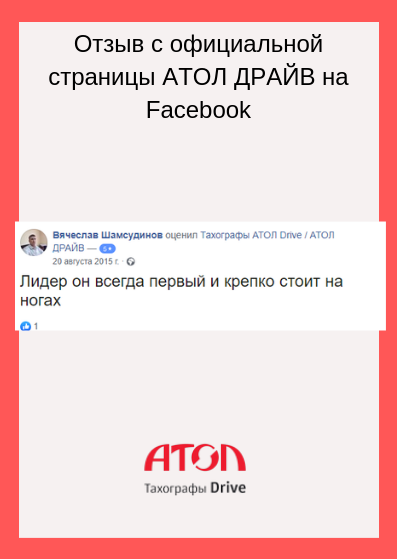 Отзыв с официальной
страницы АТОЛ ДРАЙВ на
Facebook
Вячеслав Шамсудинов оценил Тахографы АТОЛ Drive / АТОЛ
ДРАЙВ — 5★
20 августа 2015 г. ·
Лидер он всегда первый и крепко стоит на
ногах
1
АТОЛ
Тахографы Drive